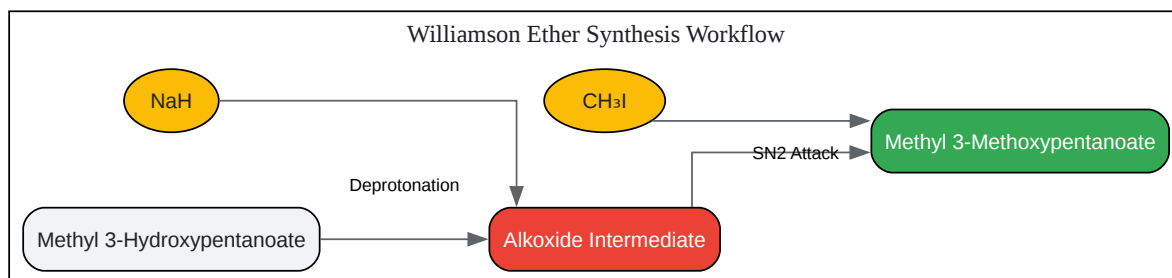 Williamson Ether Synthesis Workflow
NaH
CH₃I
Methyl 3-Methoxypentanoate
SN2 Attack
Deprotonation
Methyl 3-Hydroxypentanoate
Alkoxide Intermediate